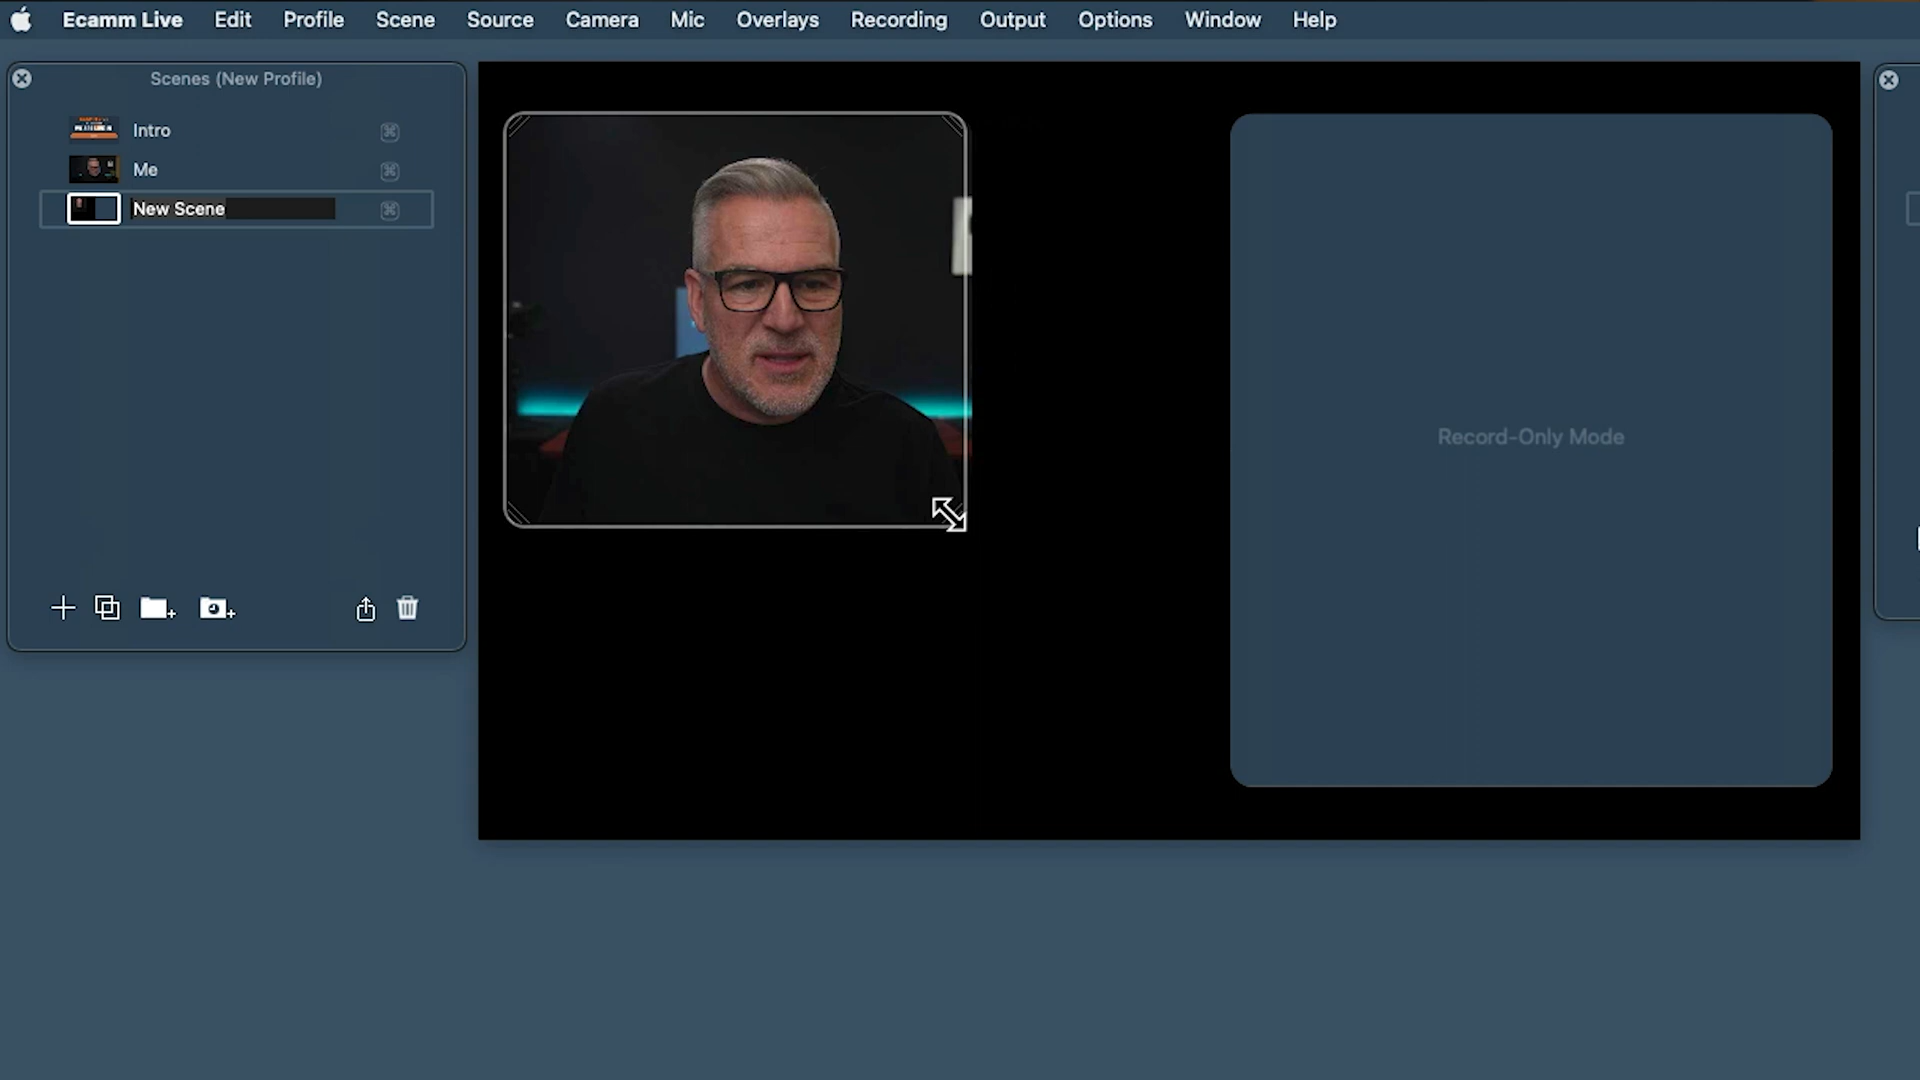 Ecamm Live Edit Profile Scene Source Camera Mic Overlays Recording Output Options Window Help
Scenes (New Profile)
Intro
Me
New Scene
Record-Only Mode